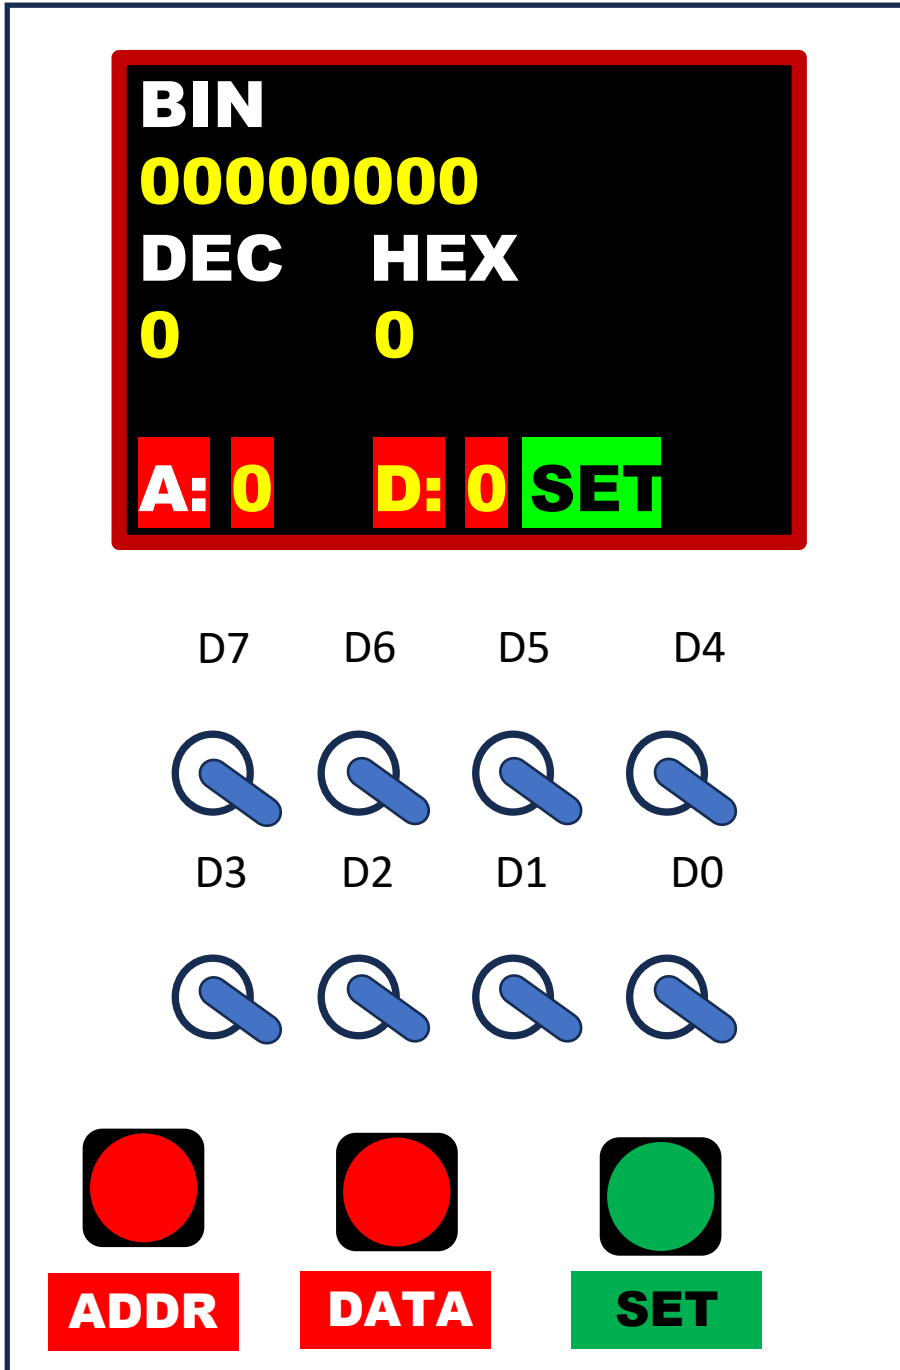 BIN
00000000
DEC HEX
0 0
A: 0 D: 0 SET
D7 D6 D5 D4
D3 D2 D1 D0
ADDR DATA SET